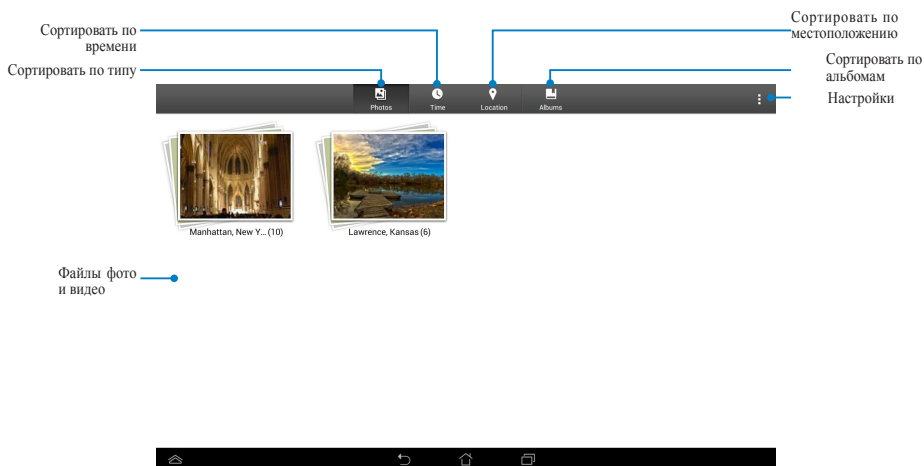 Сортировать по
времени
Сортировать по типу
Сортировать по
местоположению
Сортировать по
альбомам
Настройки
Photos
Time
Location
Albums
Manhattan, New Y... (10)
Lawrence, Kansas (6)
Файлы фото
и видео